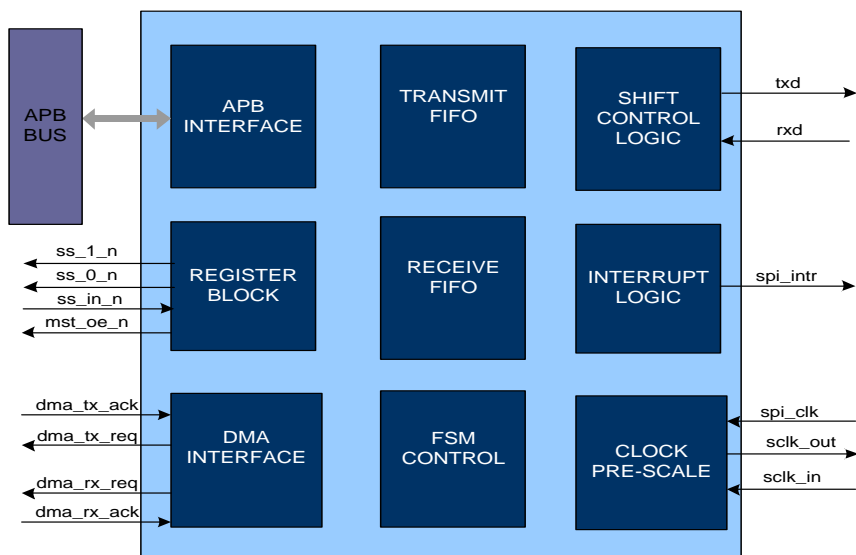 APB
BUS
APB
INTERFACE
TRANSMIT
FIFO
SHIFT
CONTROL
LOGIC
txd
rxd
ss_1_n
ss_0_n
ss_in_n
mst_oe_n
REGISTER
BLOCK
RECEIVE
FIFO
INTERRUPT
LOGIC
spi_intr
dma_tx_ack
dma_tx_req
dma_rx_req
dma_rx_ack
DMA
INTERFACE
FSM
CONTROL
CLOCK
PRE-SCALE
spi_clk
sclk_out
sclk_in